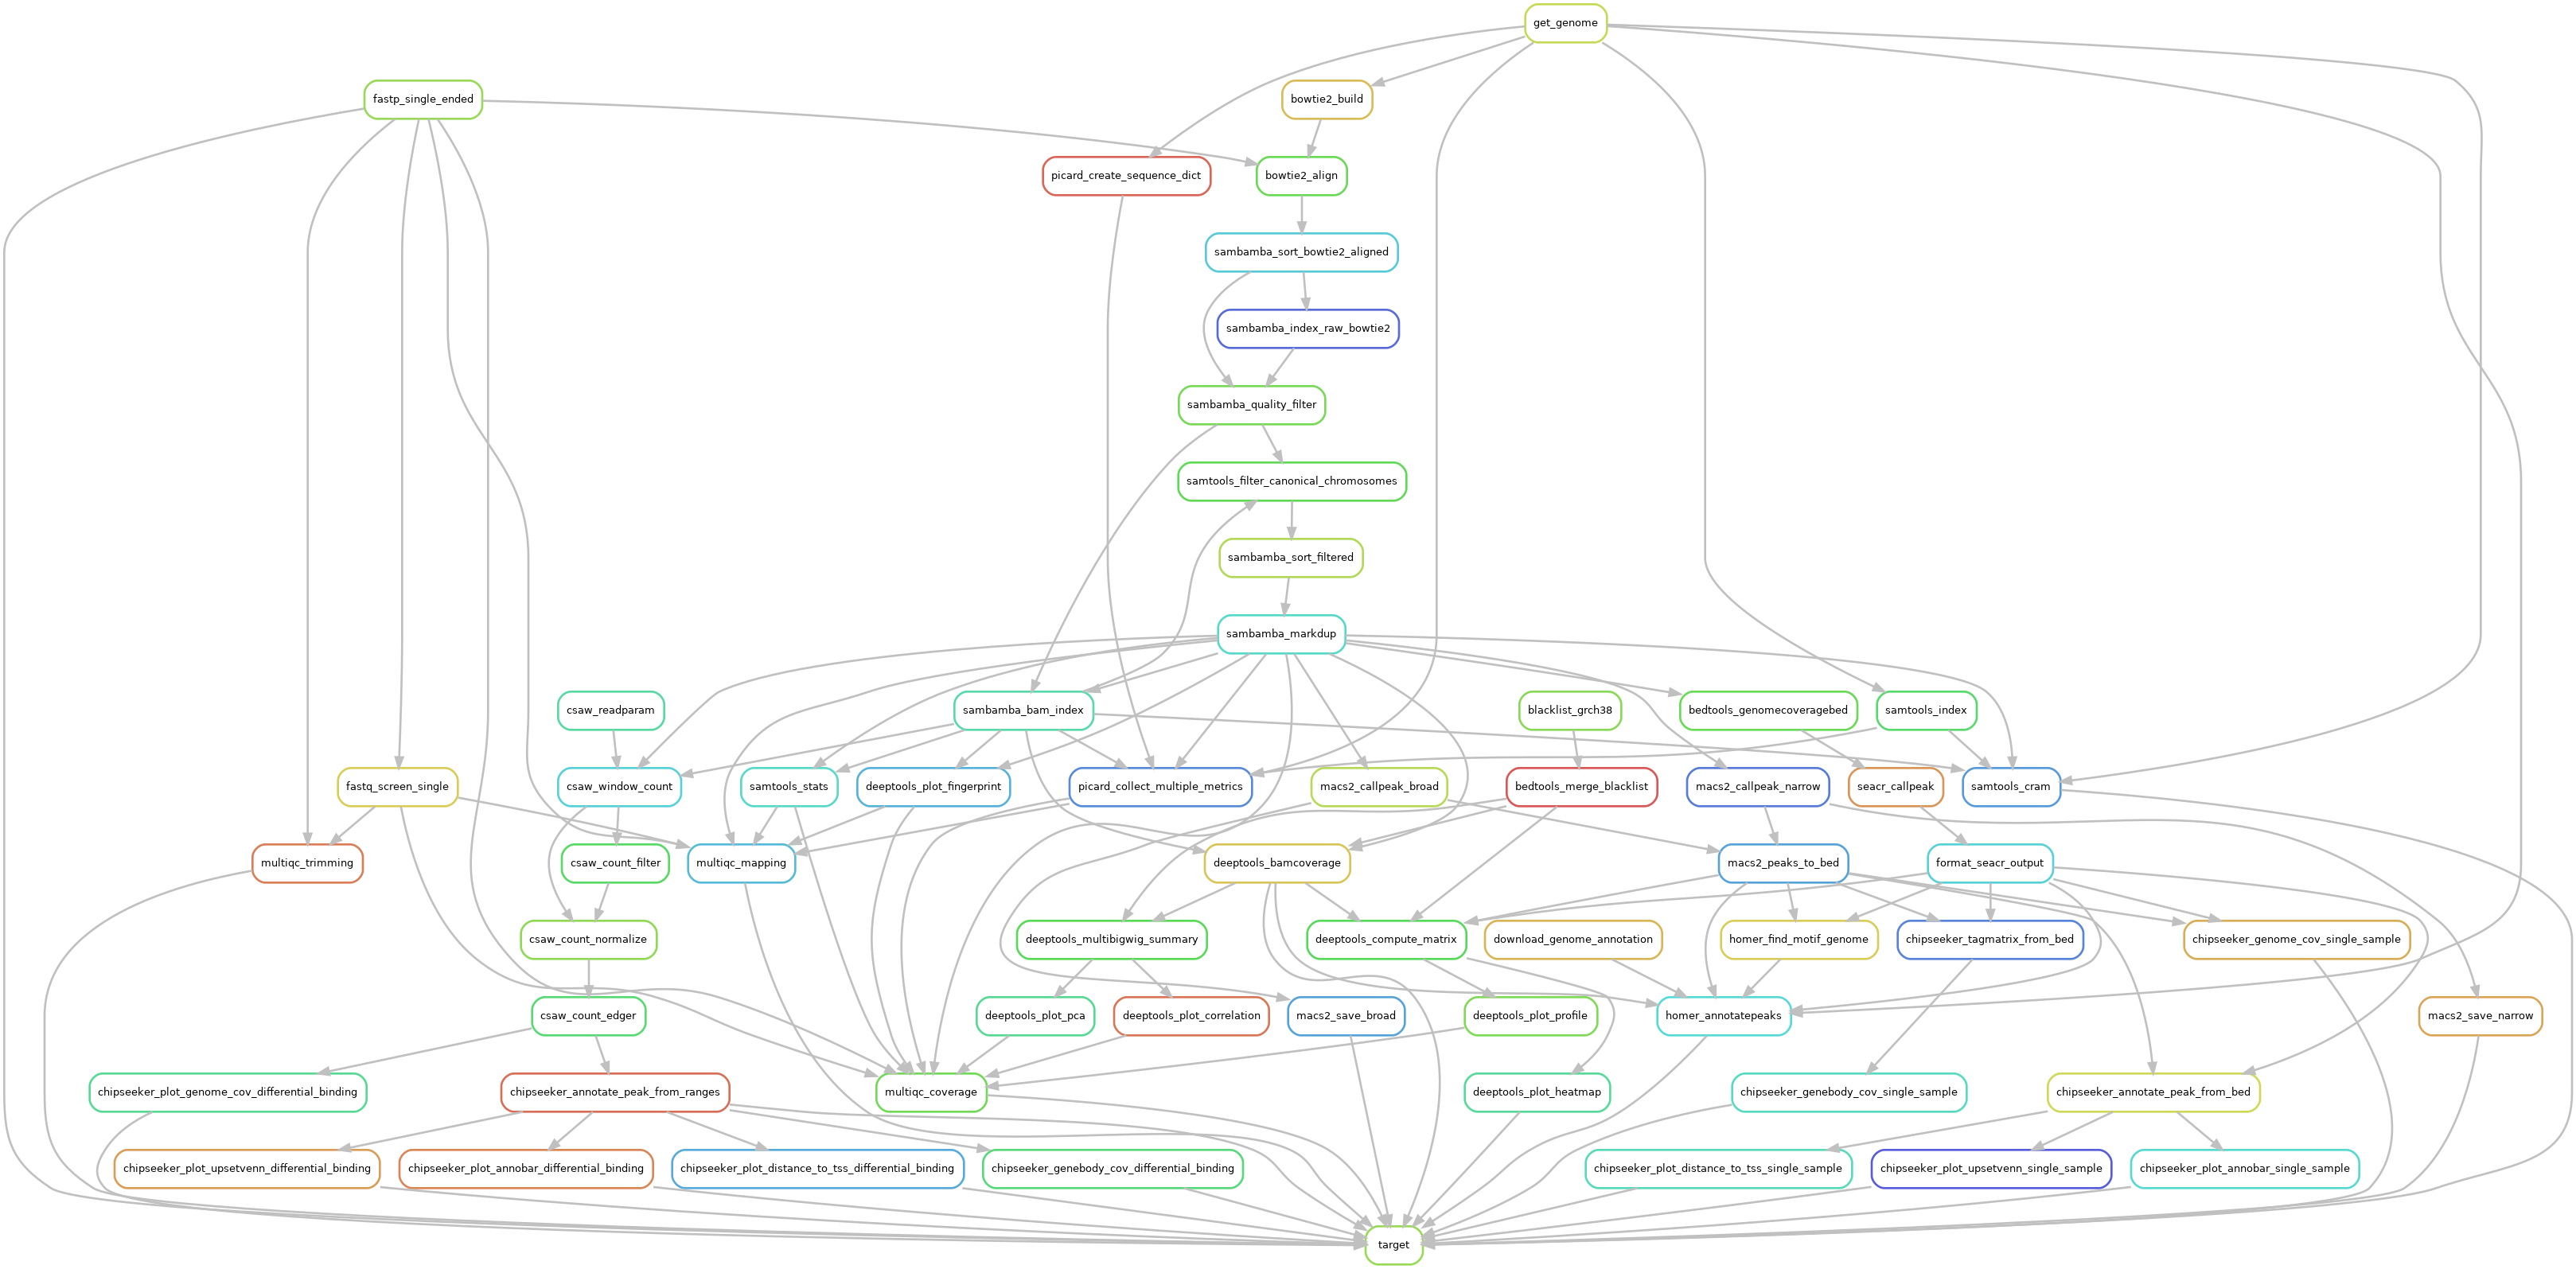 get_genome
fastp_single_ended
bowtie2_build
picard_create_sequence_dict
bowtie2_align
sambamba_sort_bowtie2_aligned
sambamba_index_raw_bowtie2
sambamba_quality_filter
samtools_filter_canonical_chromosomes
sambamba_sort_filtered
sambamba_markdup
csaw_readparam
sambamba_bam_index
blacklist_grch38
bedtools_genomecoveragebed
samtools_index
fastq_screen_single
csaw_window_count
samtools_stats
deeptools_plot_fingerprint
picard_collect_multiple_metrics
macs2_callpeak_broad
bedtools_merge_blacklist
macs2_callpeak_narrow
seacr_callpeak
samtools_cram
multiqc_trimming
csaw_count_filter
multiqc_mapping
deeptools_bamcoverage
macs2_peaks_to_bed
format_seacr_output
csaw_count_normalize
deeptools_multibigwig_summary
deeptools_compute_matrix
download_genome_annotation
homer_find_motif_genome
chipseeker_tagmatrix_from_bed
chipseeker_genome_cov_single_sample
csaw_count_edger
deeptools_plot_pca
deeptools_plot_correlation
macs2_save_broad
deeptools_plot_profile
homer_annotatepeaks
macs2_save_narrow
chipseeker_plot_genome_cov_differential_binding
chipseeker_annotate_peak_from_ranges
multiqc_coverage
deeptools_plot_heatmap
chipseeker_genebody_cov_single_sample
chipseeker_annotate_peak_from_bed
chipseeker_plot_upsetvenn_differential_binding
chipseeker_plot_annobar_differential_binding
chipseeker_plot_distance_to_tss_differential_binding
chipseeker_genebody_cov_differential_binding
chipseeker_plot_distance_to_tss_single_sample
chipseeker_plot_upsetvenn_single_sample
chipseeker_plot_annobar_single_sample
target